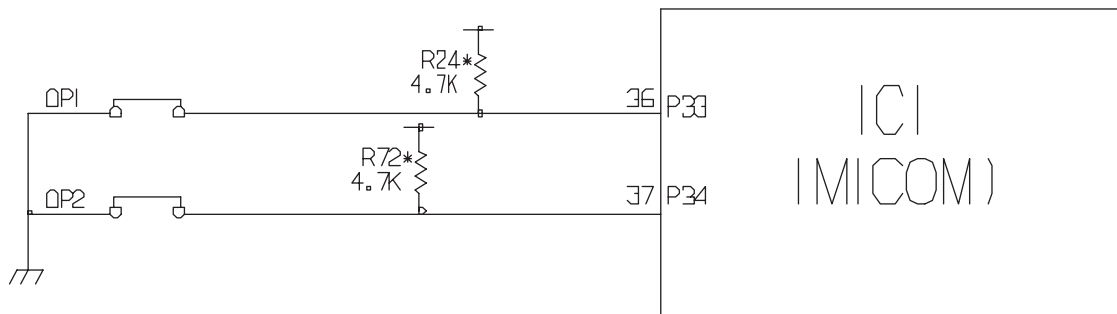 R24*
4.7K
OP1
36
P33
IC1
R72*
4.7K
(MICOM)
OP2
37
P34